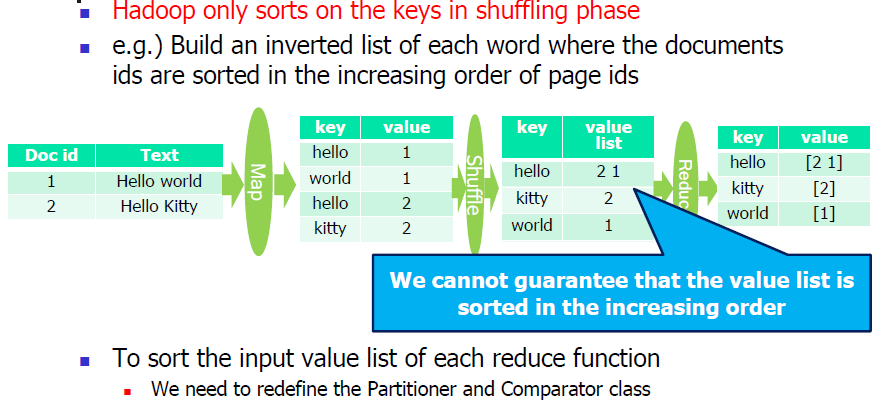 Hadoop only sorts on the keys in shuffling phase
e.g.) Build an inverted list of each word where the documents
ids are sorted in the increasing order of page ids
Doc id Text
1 Hello world
2 Hello Kitty
Map
key value
hello 1
world 1
hello 2
kitty 2
Shuffle
key value
list
hello 2 1
kitty 2
world 1
Reduc
key value
hello [2 1]
kitty [2]
world [1]
We cannot guarantee that the value list is
sorted in the increasing order
To sort the input value list of each reduce function
We need to redefine the Partitioner and Comparator class